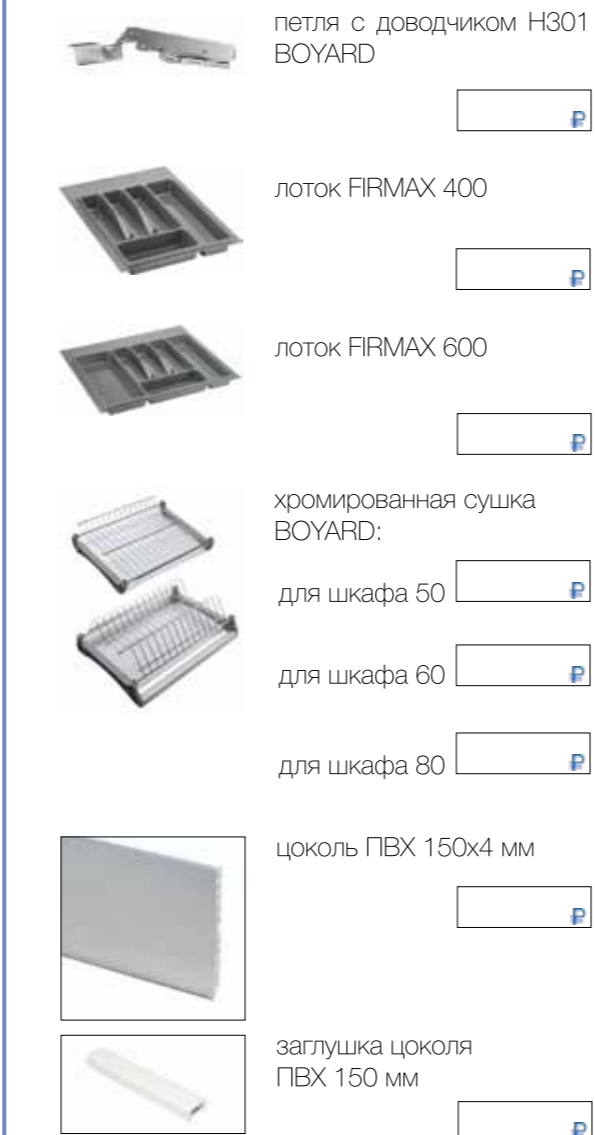 петля с доводчиком H301
BOYARD
₽
лоток FIRMAX 400
₽
лоток FIRMAX 600
₽
хромированная сушка
BOYARD:
для шкафа 50 ₽
для шкафа 60 ₽
для шкафа 80 ₽
цоколь ПВХ 150х4 мм
₽
заглушка цоколя
ПВХ 150 мм
₽